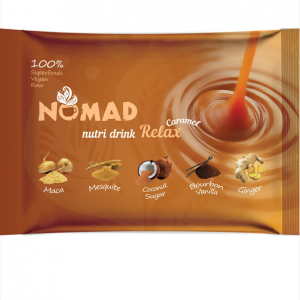 100%
Superfoods
Vegan
Raw
NOMAD
nutri drink Relax
Caramel
Maca
Mesquite
Coconut
Sugar
Bourbon
Vanilla
Ginger